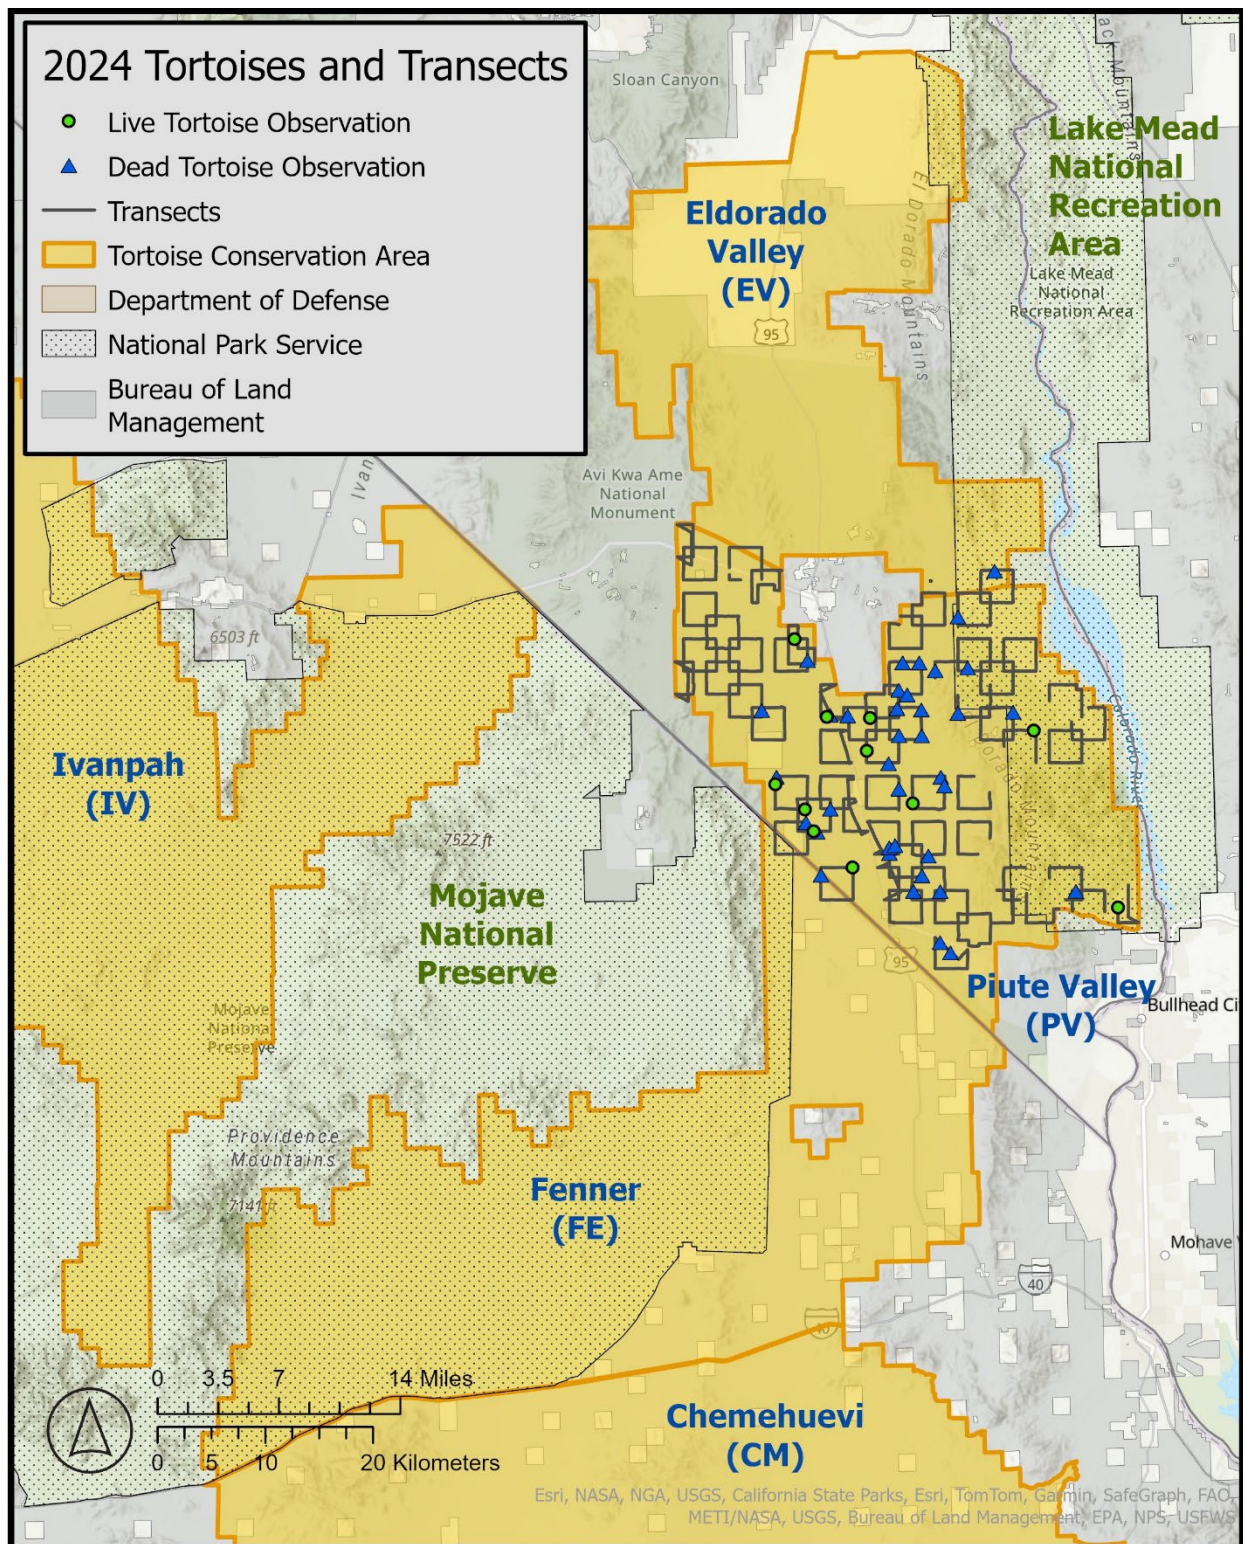 2024 Tortoises and Transects
Live Tortoise Observation
Dead Tortoise Observation
Transects
Tortoise Conservation Area
Department of Defense
National Park Service
Bureau of Land
Management
Sloan Canyon
Lake Mead
National
Recreation
Area
Lake Mead
National
Recreation Area
Eldorado
Valley
(EV)
El Dorado Mountains
95
Avi Kwa Ame
National
Monument
Ivan
6503 ft
Ivanpah
(IV)
7522 ft
Mojave
National
Preserve
Mojave
National
Preserve
Colorado River
95
Piute Valley
(PV)
Bullhead Ci
Providence
Mountains
7141 ft
Fenner
(FE)
Mohave V
40
40
0 3.5 7 14 Miles
0 5 10 20 Kilometers
Chemehuevi
(CM)
Esri, NASA, NGA, USGS, California State Parks, Esri, TomTom, Garmin, SafeGraph, FAO,
METI/NASA, USGS, Bureau of Land Management, EPA, NPS, USFWS